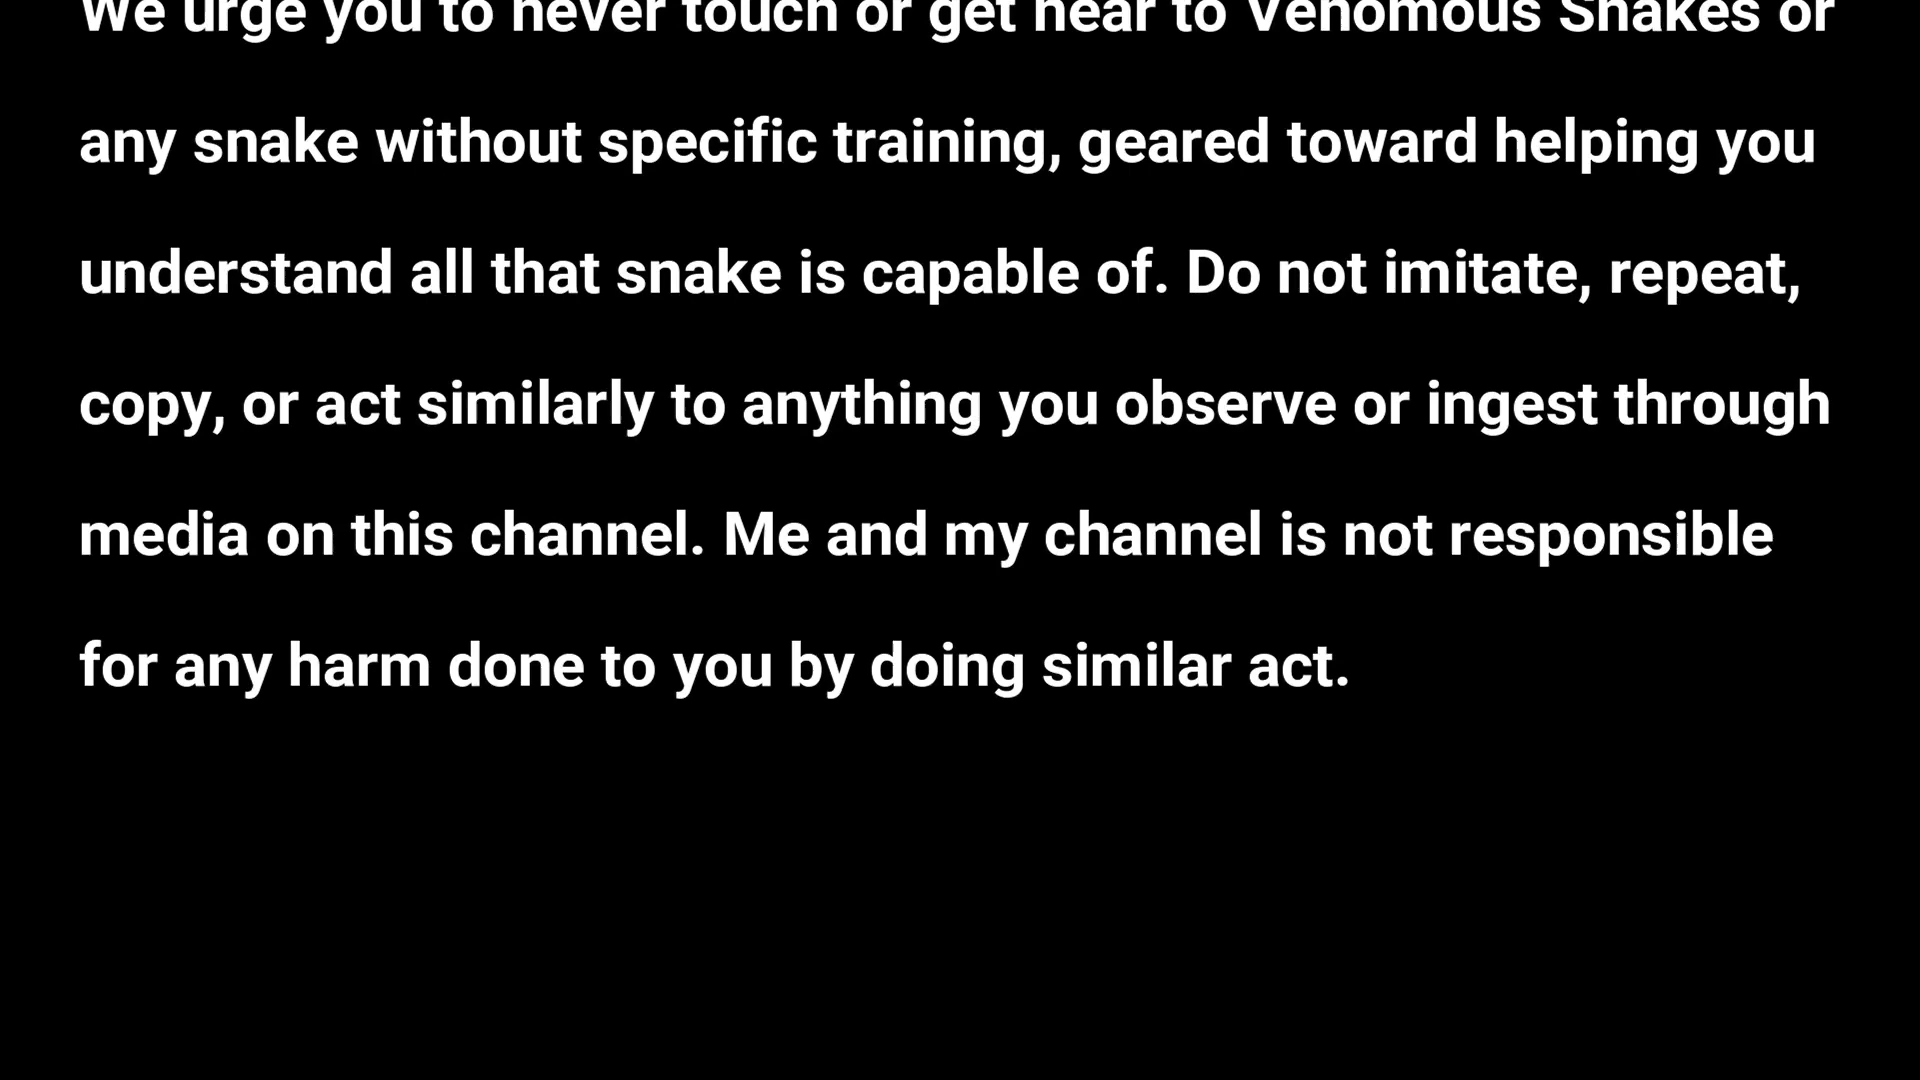 We urge you to never touch or get near to Venomous Snakes or
any snake without specific training, geared toward helping you
understand all that snake is capable of. Do not imitate, repeat,
copy, or act similarly to anything you observe or ingest through
media on this channel. Me and my channel is not responsible
for any harm done to you by doing similar act.